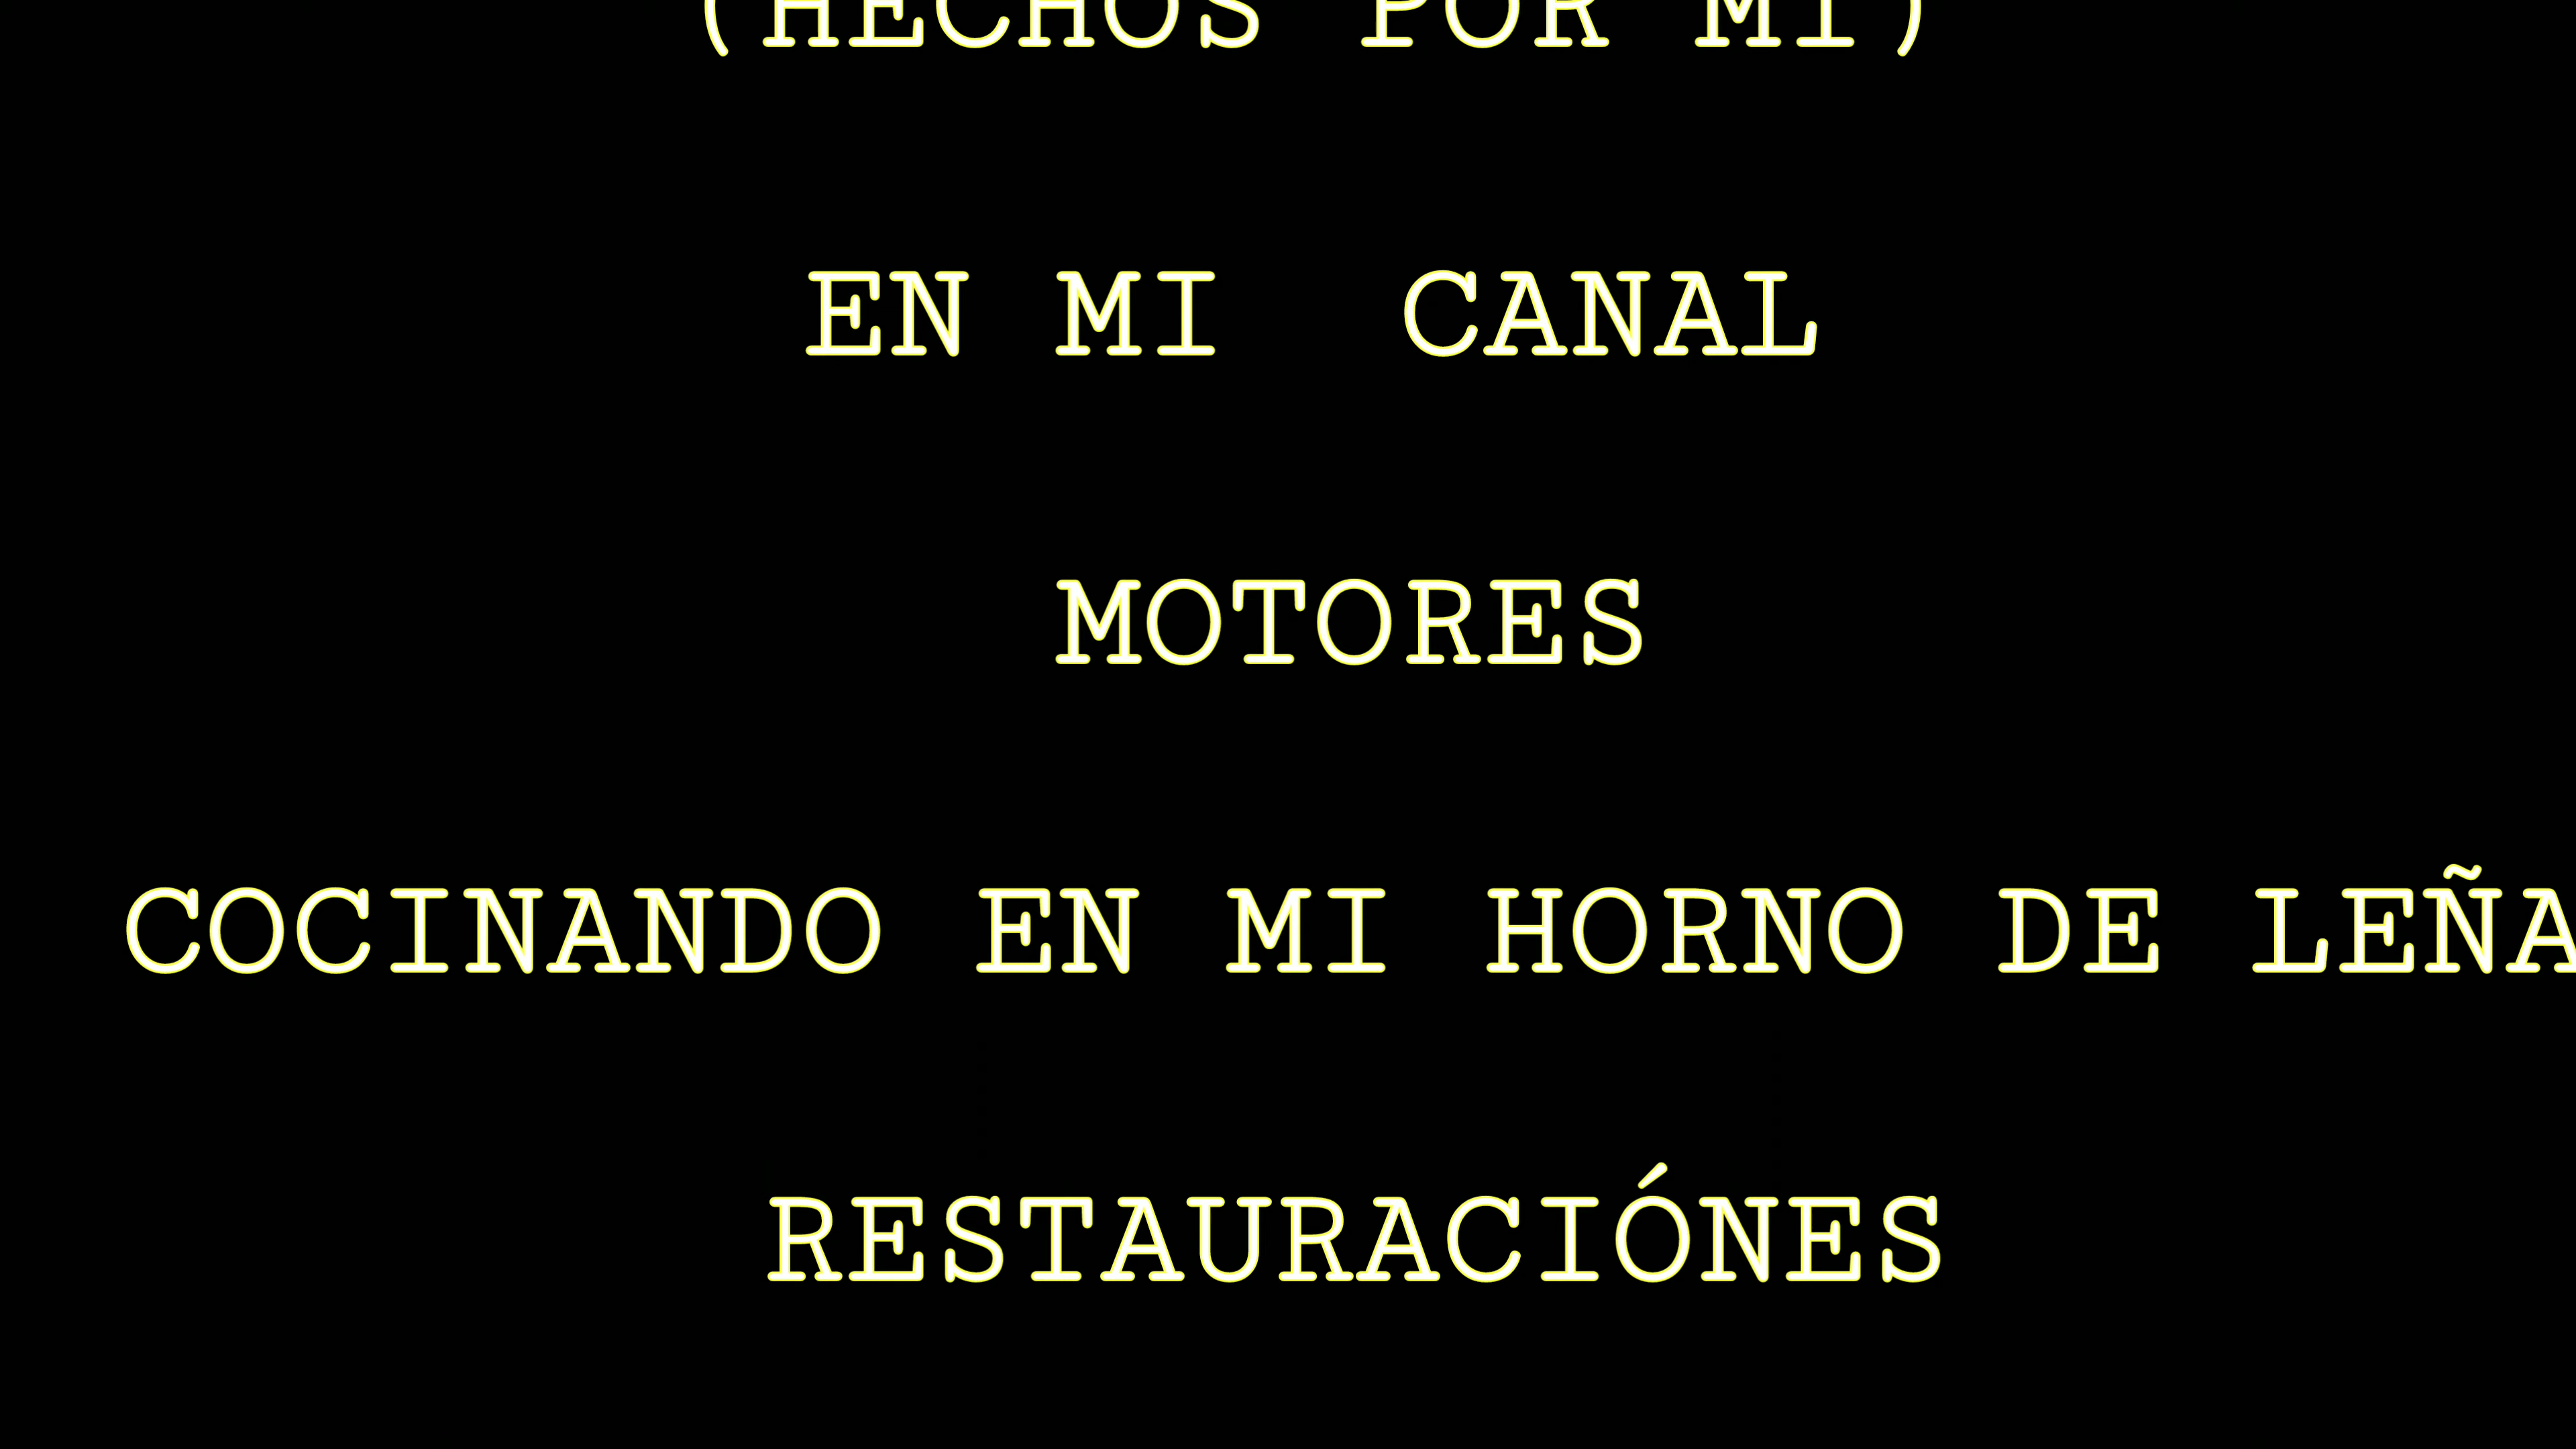 (HECHOS POR MI)
EN MI  CANAL
MOTORES
COCINANDO EN MI HORNO DE LEÑA
RESTAURACIÓNES